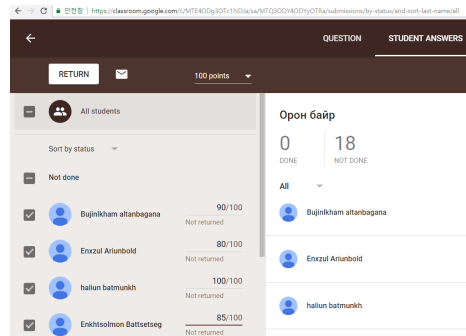 안전함 | https://classroom.google.com/c/MTE4ODg3OTc1NDJa/sa/MTQ3ODY4ODYyOTRa/submissions/by-status/and-sort-last-name/all
QUESTION STUDENT ANSWERS
RETURN 100 points
All students
Sort by status
Not done
Bujinlkham altanbagana 90/100
Not returned
Enxzul Ariunbold 80/100
Not returned
haliun batmunkh 100/100
Not returned
Enkhtsolmon Battsetseg 85/100
Not returned
Орон байр
0 18
DONE NOT DONE
All
Bujinlkham altanbagana
Enxzul Ariunbold
haliun batmunkh